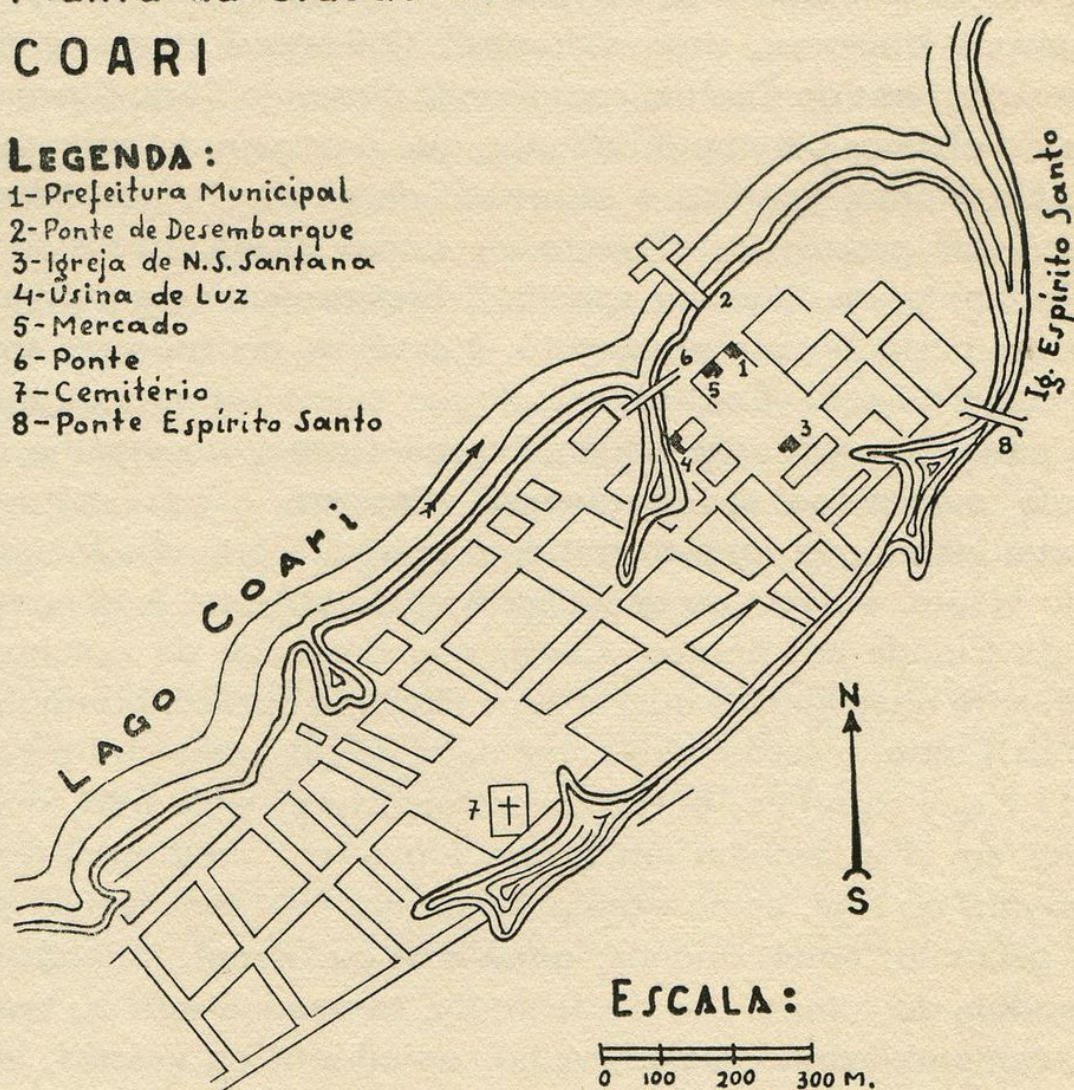 COARI
LEGENDA:
1-Prefeitura Municipal
2-Ponte de Desembarque
3-Igreja de N.S. Santana
4-Úsina de Luz
5-Mercado
6-Ponte
7-Cemitério
8-Ponte Espírito Santo
Ig. Espírito Santo
2
6
1
5
3
4
8
LAGO COARI
N
7
S
ESCALA:
0 100 200 300 M.